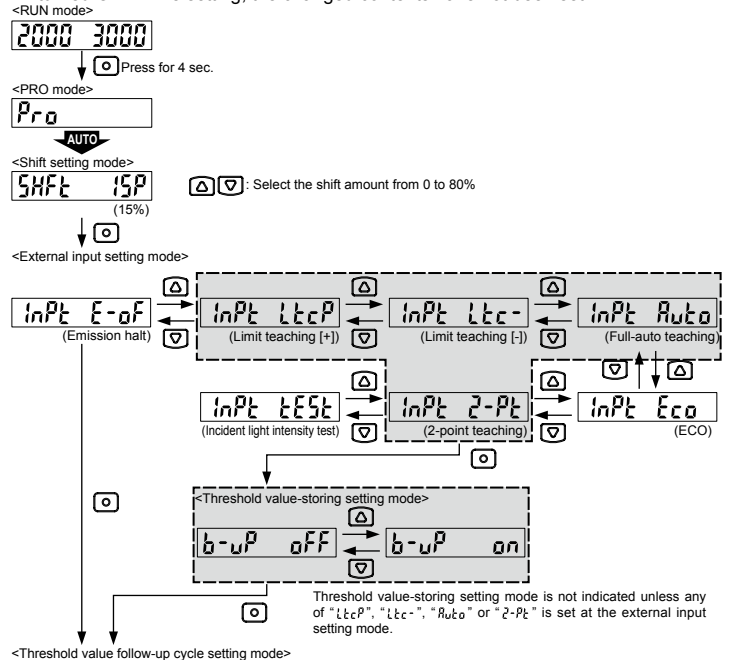 <RUN mode>
2000 3000
Press for 4 sec.
<PRO mode>
Pro
AUTO
<Shift setting mode>
SHFt 15P
: Select the shift amount from 0 to 80%
(15%)
<External input setting mode>
InPt E-oF
InPt LtcP
InPt Ltc-
InPt Auto
(Emission halt)
(Limit teaching [+])
(Limit teaching [-])
(Full-auto teaching)
InPt tESt
InPt 2-Pt
InPt Eco
(Incident light intensity test)
(2-point teaching)
(ECO)
<Threshold value-storing setting mode>
b-uP oFF
b-uP on
Threshold value-storing setting mode is not indicated unless any
of “LtcP”, “Ltc-”, “Auto” or “2-Pt” is set at the external input
setting mode.
<Threshold value follow-up cycle setting mode>